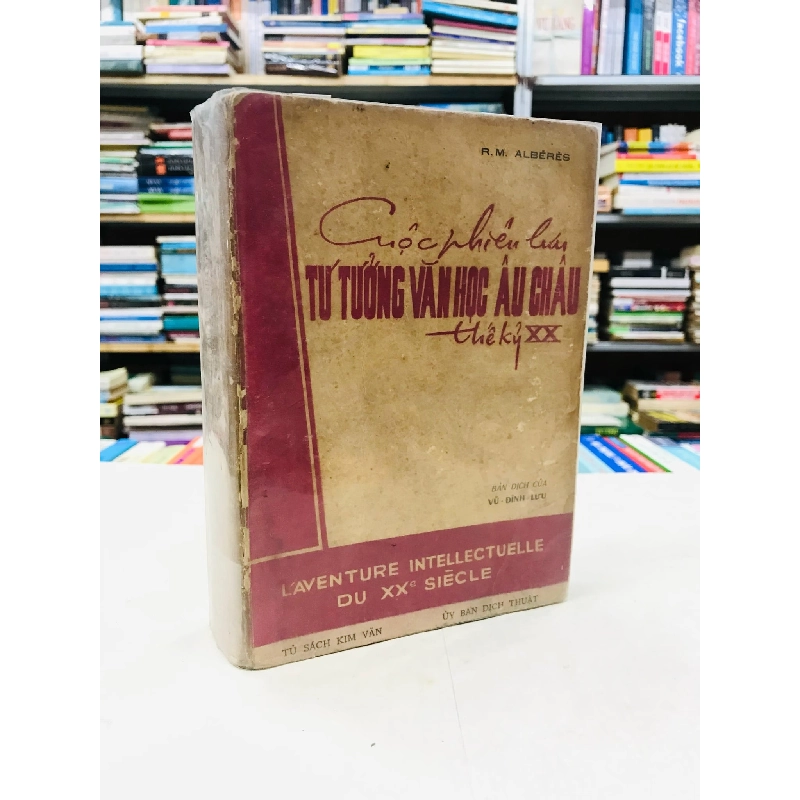 R.M. ALBÉRÈS
Cuộc phiêu lưu
TƯ TƯỞNG VĂN HỌC ÂU CHÂU
thế kỷ XX
BẢN DỊCH CỦA
VŨ-ĐÌNH-LƯU
L'AVENTURE INTELLECTUELLE
DU XXe SIÈCLE
TỦ SÁCH KIM VĂN
ỦY BAN DỊCH THUẬT
facebook